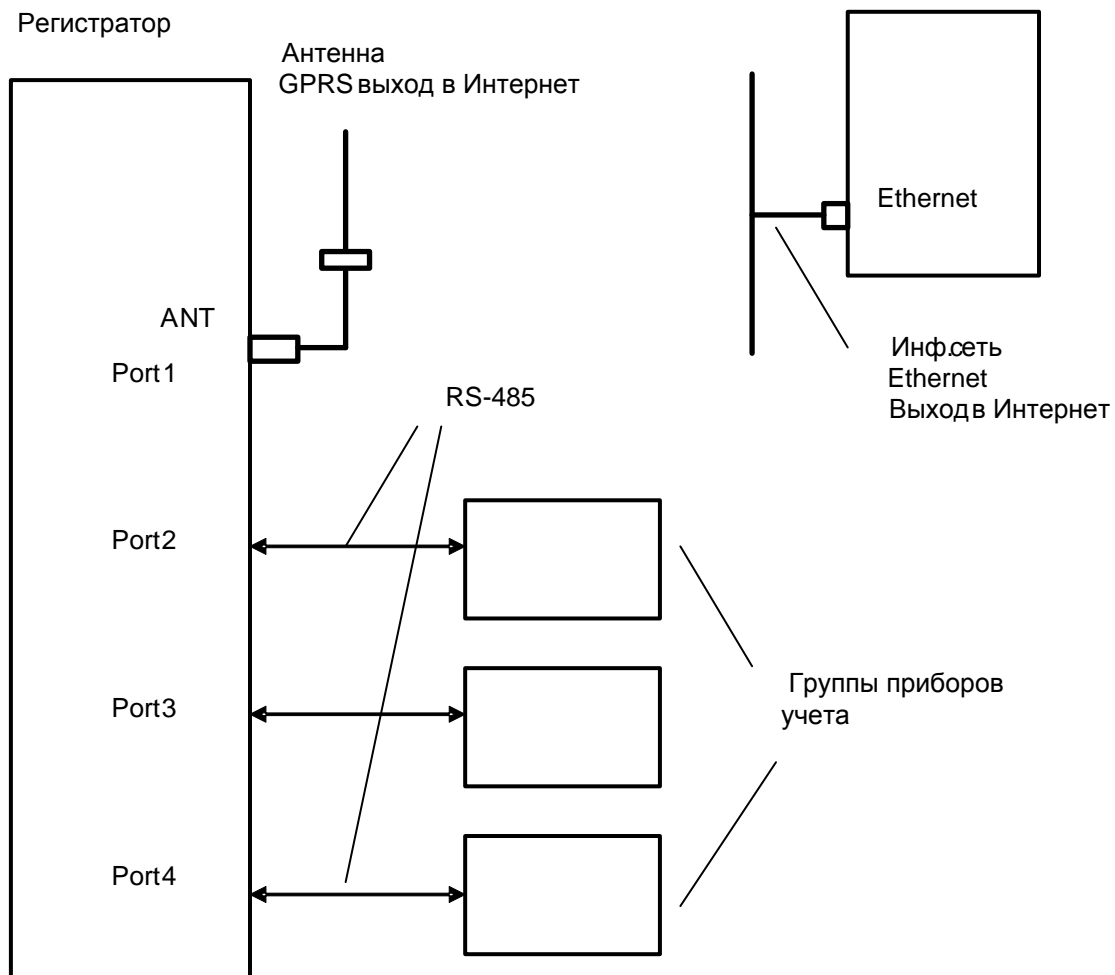 Регистратор
Антенна
GPRS выход в Интернет
Ethernet
ANT
Port1
Инф.сеть
Ethernet
Выход в Интернет
RS-485
Port2
Port3
Группы приборов
учета
Port4